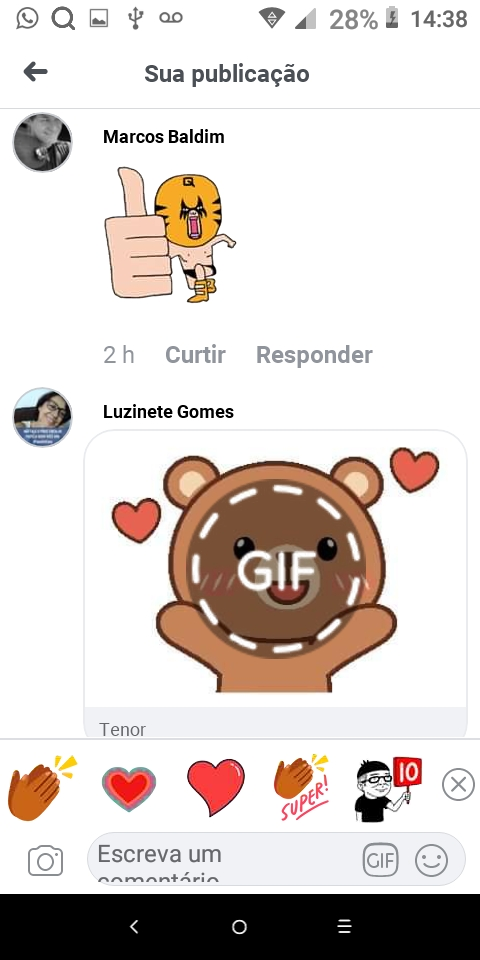 28% 14:38
Sua publicação
Marcos Baldim
2 h Curtir Responder
Luzinete Gomes
GIF
Tenor
SUPER!
10
Escreva um
comentário
GIF